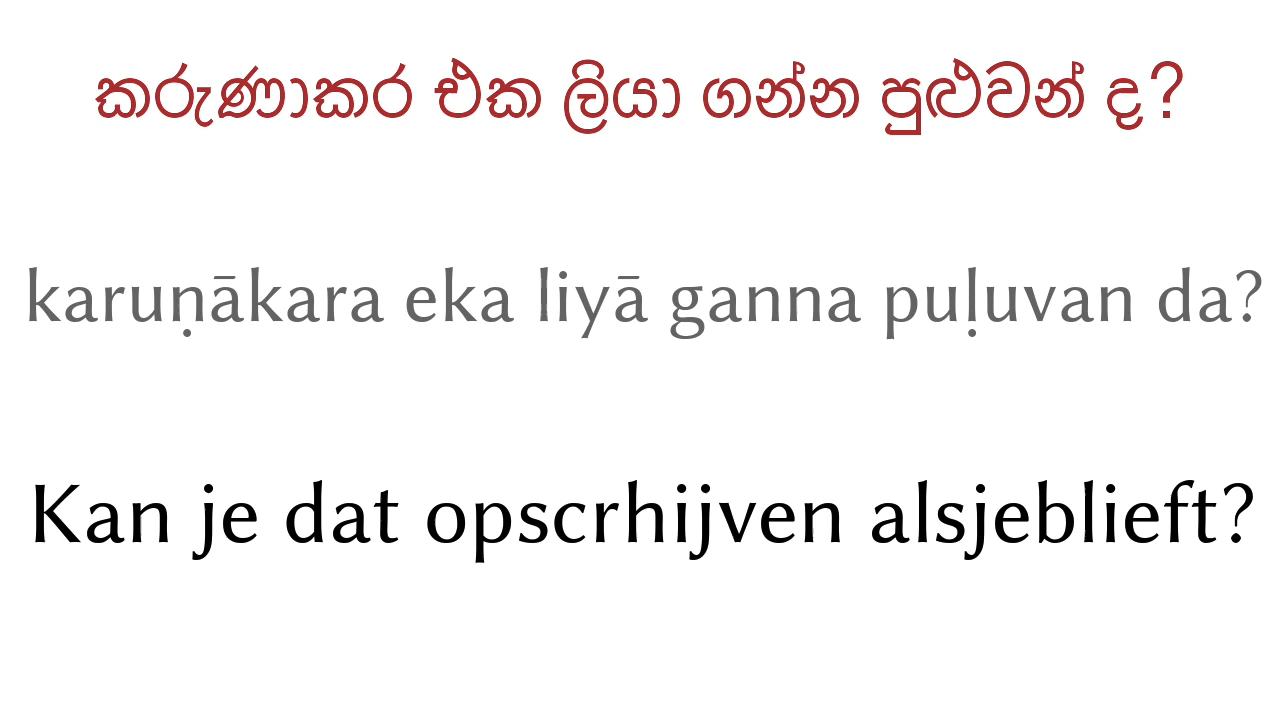 කරුණාකර එක ලියා ගන්න පුළුවන් ද?
karuṇākara eka liyā ganna puḷuvan da?
Kan je dat opscrhijven alsjeblieft?